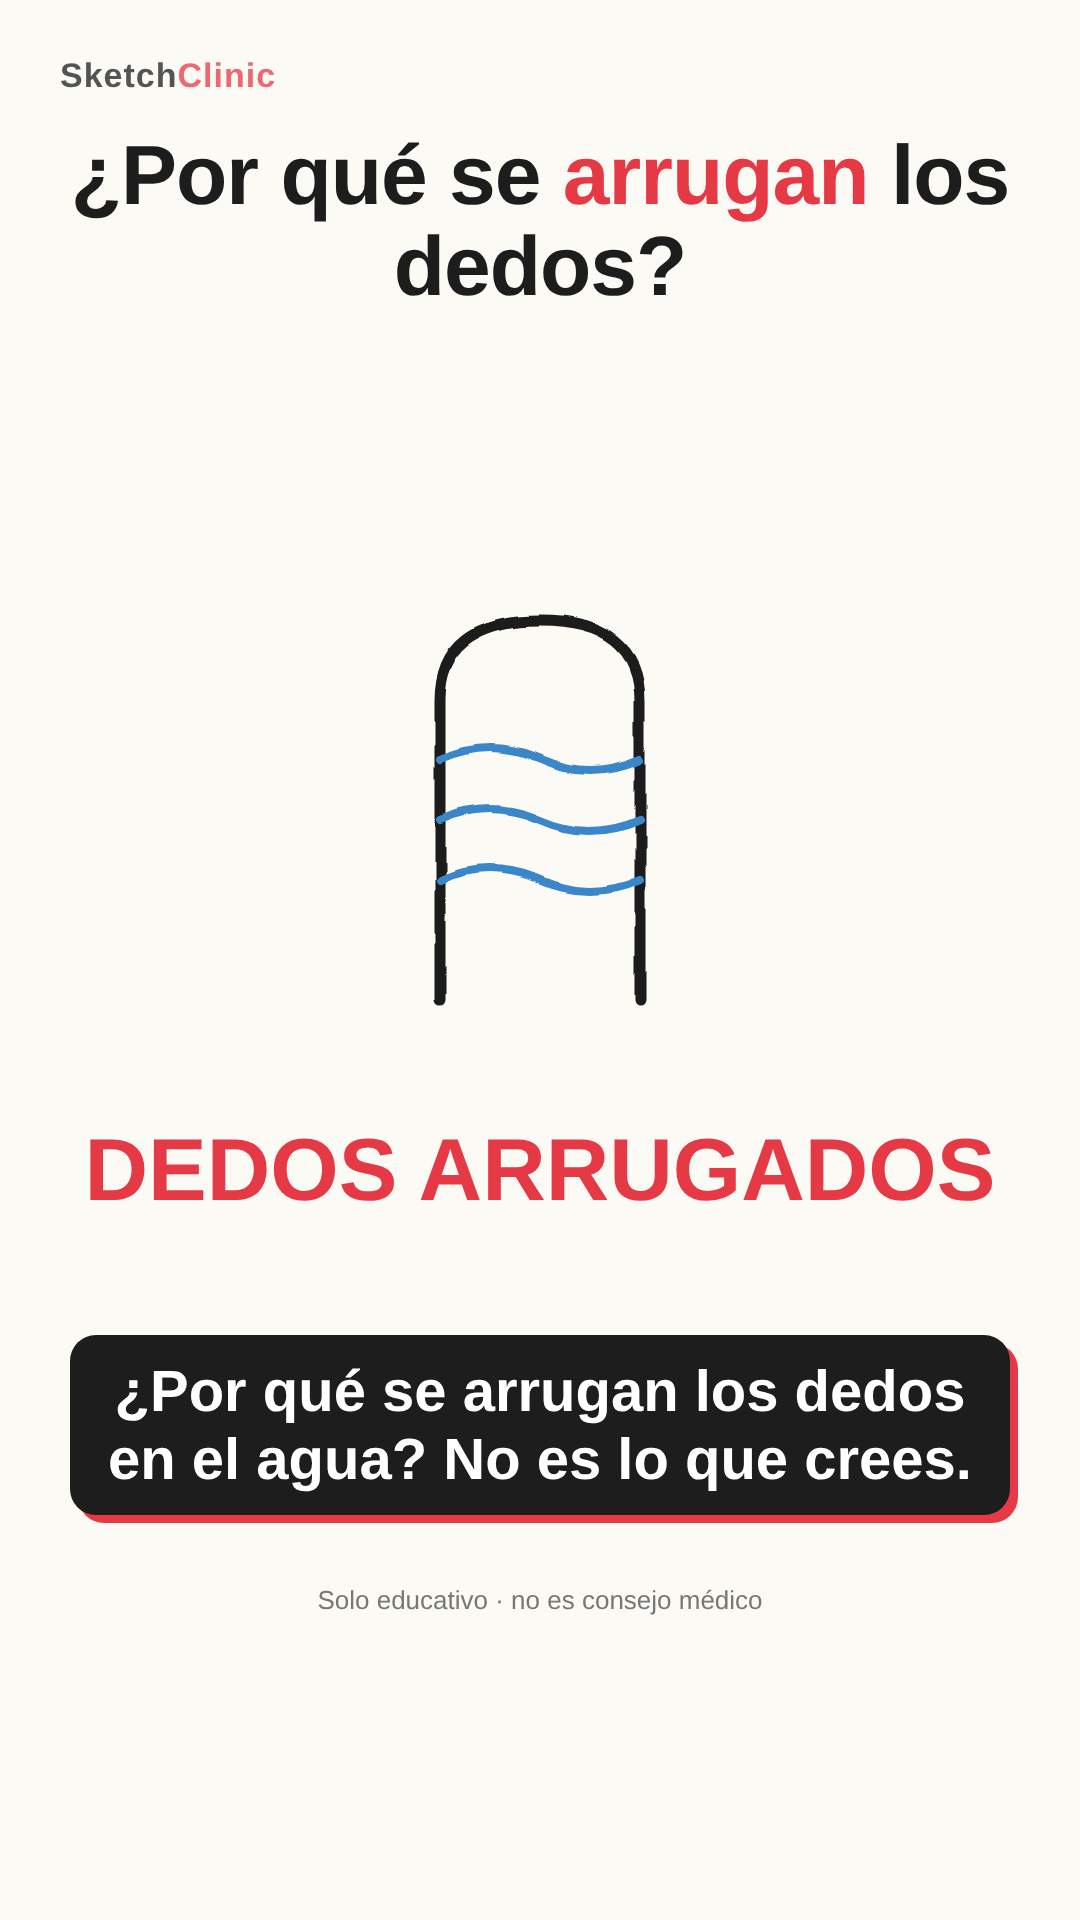 SketchClinic
¿Por qué se arrugan los
dedos?
DEDOS ARRUGADOS
¿Por qué se arrugan los dedos
en el agua? No es lo que crees.
Solo educativo · no es consejo médico